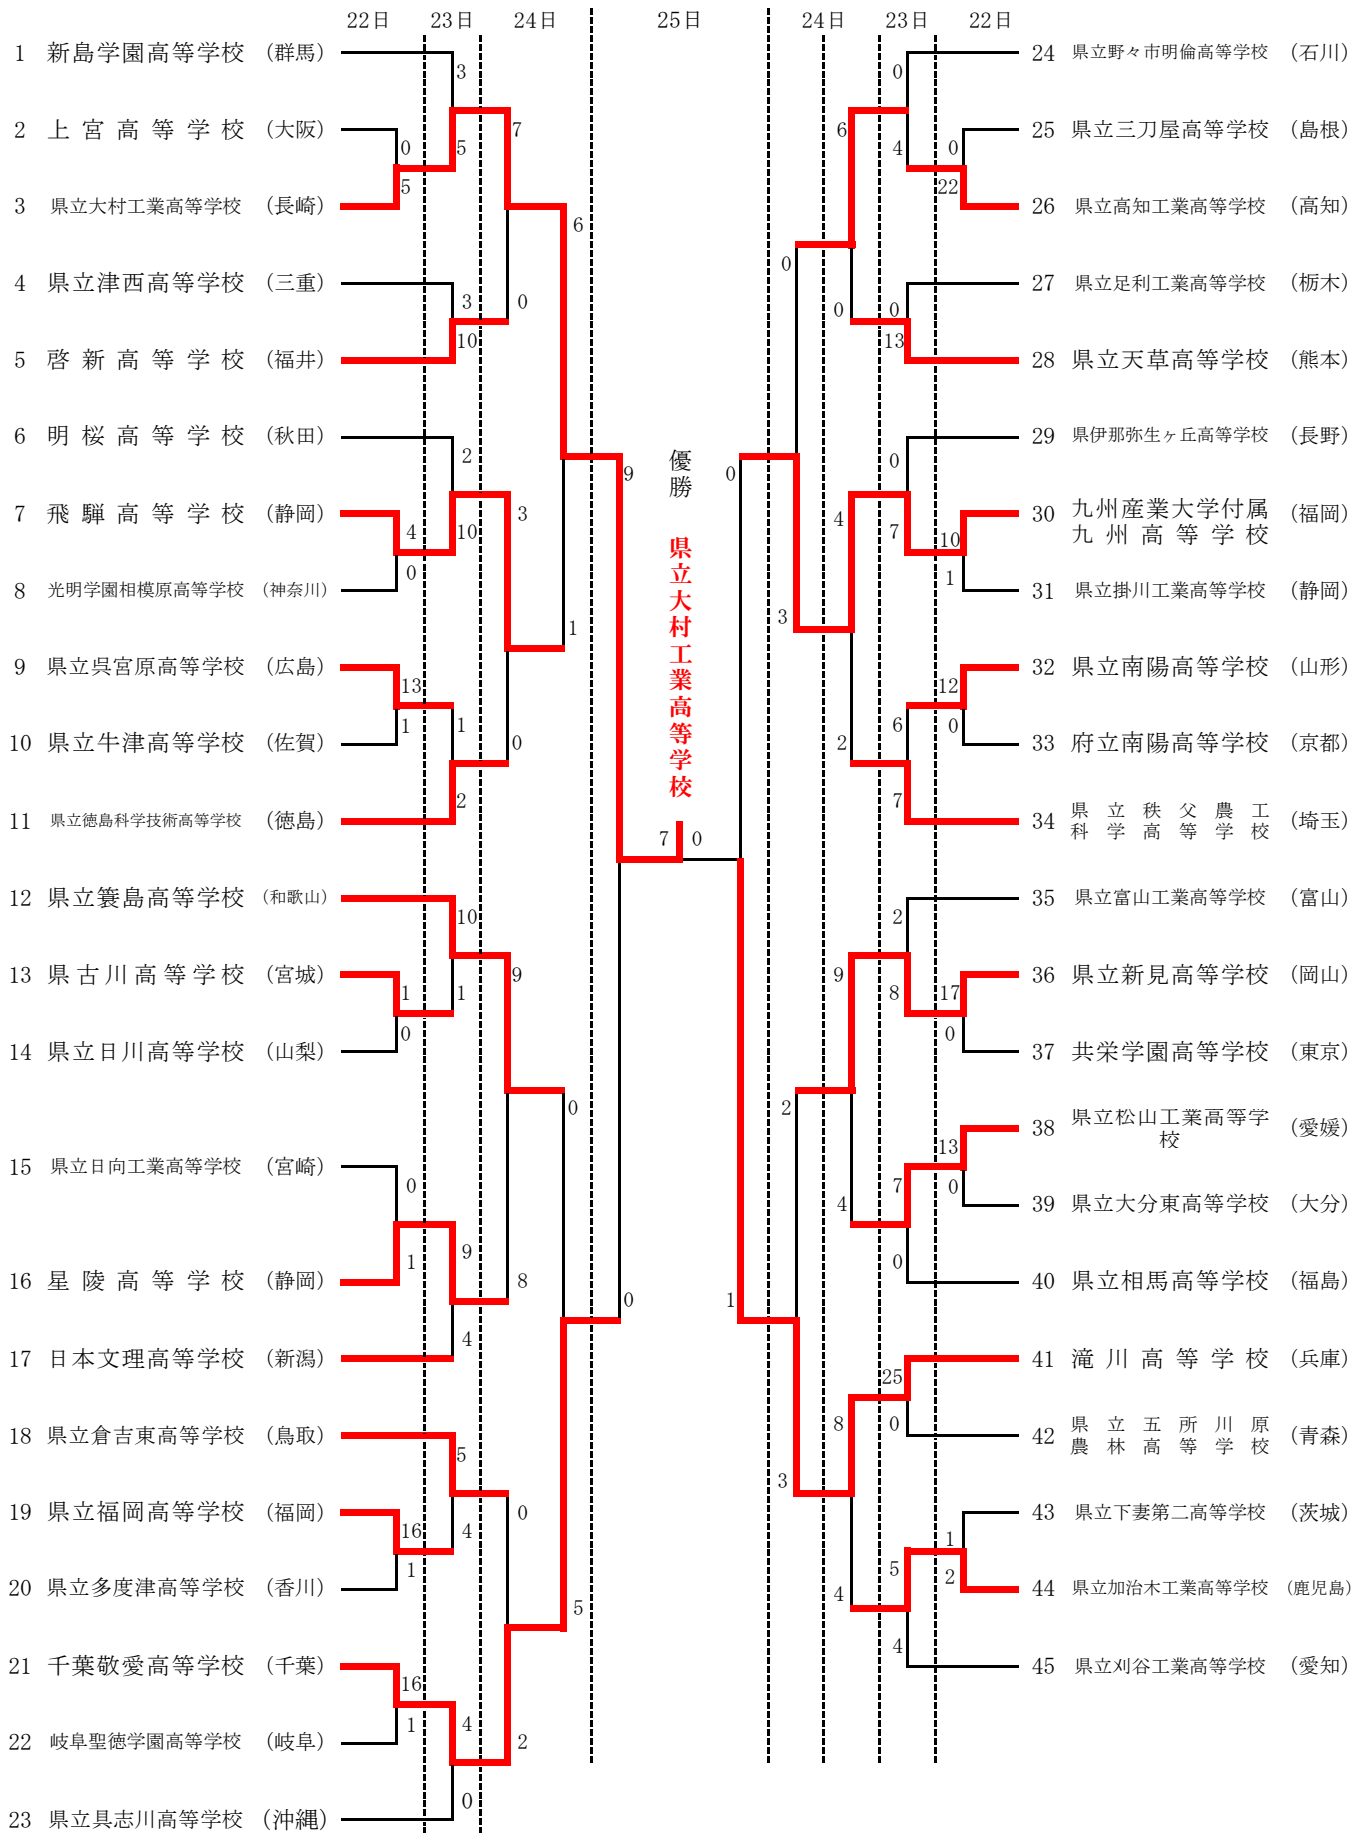 22日 23日 24日 25日 24日 23日 22日
1 新島学園高等学校 (群馬)
3
2 上宮高等学校 (大阪)
0
5
7
5
3 県立大村工業高等学校 (長崎)
6
4 県立津西高等学校 (三重)
3
0
10
5 啓新高等学校 (福井)
6 明桜高等学校 (秋田)
2
9
7 飛騨高等学校 (静岡)
4
10
3
0
8 光明学園相模原高等学校 (神奈川)
1
9 県立呉宮原高等学校 (広島)
13
1
1
0
10 県立牛津高等学校 (佐賀)
2
11 県立徳島科学技術高等学校 (徳島)
12 県立簑島高等学校 (和歌山)
10
13 県古川高等学校 (宮城)
1
1
9
0
14 県立日川高等学校 (山梨)
0
15 県立日向工業高等学校 (宮崎)
0
1
9
8
0
16 星陵高等学校 (静岡)
4
17 日本文理高等学校 (新潟)
18 県立倉吉東高等学校 (鳥取)
5
19 県立福岡高等学校 (福岡)
16
4
0
1
20 県立多度津高等学校 (香川)
5
21 千葉敬愛高等学校 (千葉)
16
1
4
2
22 岐阜聖徳学園高等学校 (岐阜)
0
23 県立具志川高等学校 (沖縄)
優勝
県立大村工業高等学校
7 0
24 県立野々市明倫高等学校 (石川)
0
6
4
25 県立三刀屋高等学校 (島根)
0
22
26 県立高知工業高等学校 (高知)
0
27 県立足利工業高等学校 (栃木)
0
0
13
28 県立天草高等学校 (熊本)
29 県伊那弥生ヶ丘高等学校 (長野)
0
0
30 九州産業大学付属
九州高等学校 (福岡)
4
7
10
1
31 県立掛川工業高等学校 (静岡)
3
32 県立南陽高等学校 (山形)
12
0
6
2
33 府立南陽高等学校 (京都)
7
34 県立秩父農工
科学高等学校 (埼玉)
35 県立富山工業高等学校 (富山)
2
36 県立新見高等学校 (岡山)
9
8
17
0
37 共栄学園高等学校 (東京)
2
38 県立松山工業高等学
校 (愛媛)
13
0
7
4
39 県立大分東高等学校 (大分)
0
40 県立相馬高等学校 (福島)
1
41 滝川高等学校 (兵庫)
25
0
8
42 県立五所川原
農林高等学校 (青森)
3
43 県立下妻第二高等学校 (茨城)
1
2
5
4
44 県立加治木工業高等学校 (鹿児島)
4
45 県立刈谷工業高等学校 (愛知)